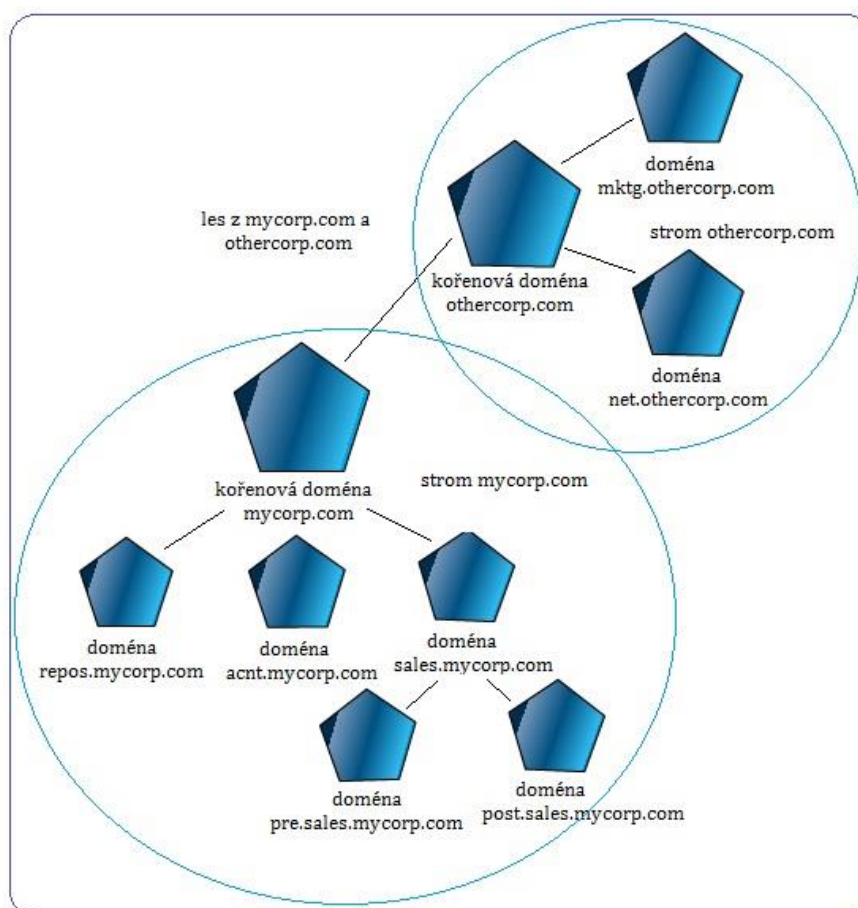 doména
mktg.othercorp.com
les z mycorp.com a
othercorp.com
strom othercorp.com
kořenová doména
othercorp.com
doména
net.othercorp.com
kořenová doména
mycorp.com
strom mycorp.com
doména
repos.mycorp.com
doména
acnt.mycorp.com
doména
sales.mycorp.com
doména
pre.sales.mycorp.com
doména
post.sales.mycorp.com